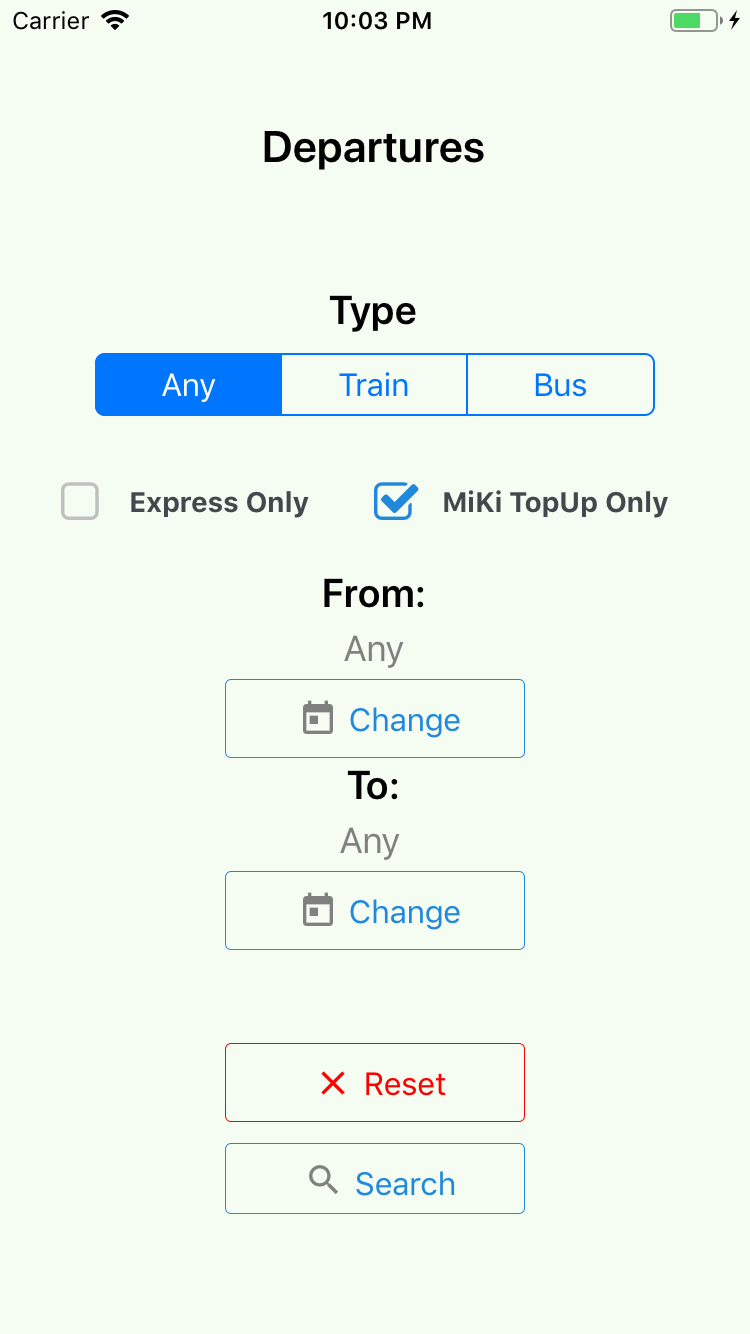 Carrier 10:03 PM
Departures
Type
Any Train Bus
Express Only MiKi TopUp Only
From:
Any
Change
To:
Any
Change
Reset
Search